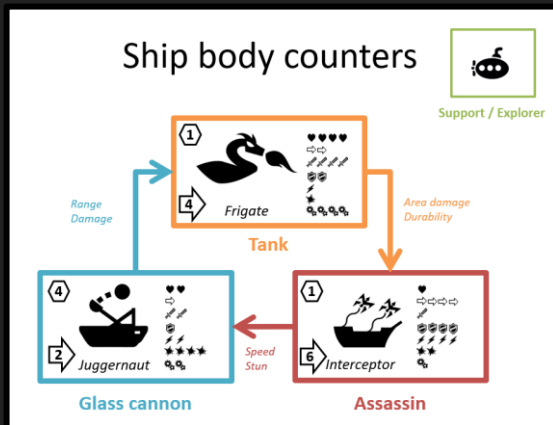 Ship body counters
Support / Explorer
1
4
Frigate
Tank
Range
Damage
Area damage
Durability
4
2
Juggernaut
Glass cannon
Speed
Stun
1
6
Interceptor
Assassin